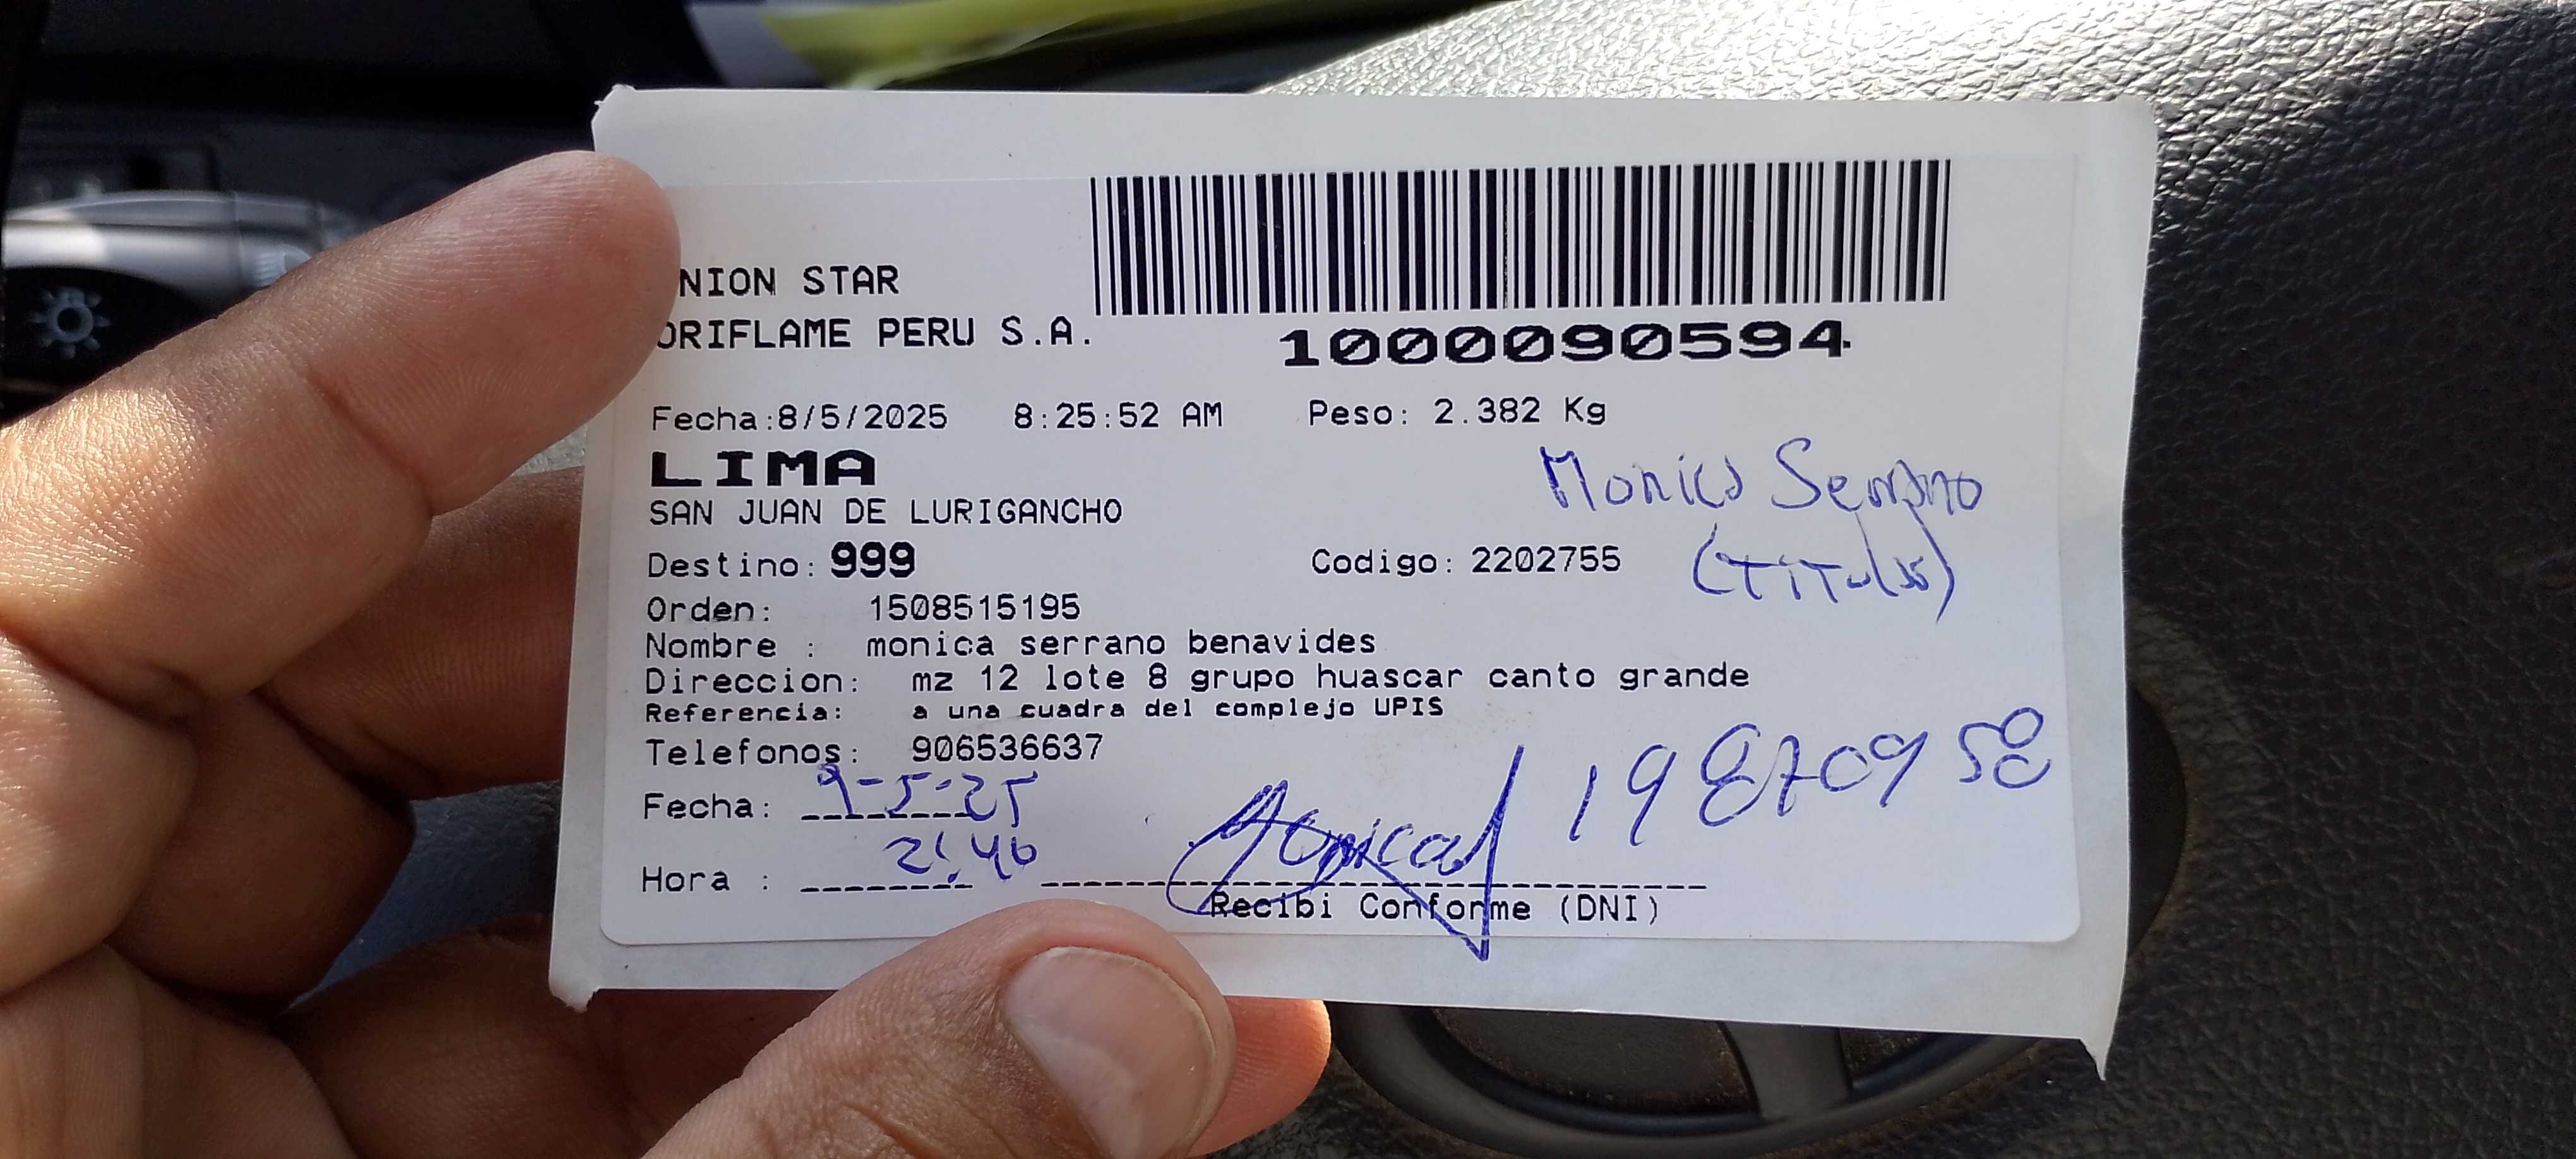 NION STAR
ORIFLAME PERU S.A.
1000090594
Fecha:8/5/2025 8:25:52 AM Peso: 2.382 Kg
LIMA
Monica Serrano
SAN JUAN DE LURIGANCHO
Destino: 999 Codigo: 2202755 (Titular)
Orden: 1508515195
Nombre : monica serrano benavides
Direccion: mz 12 lote 8 grupo huascar canto grande
Referencia: a una cuadra del complejo UPIS
Telefonos: 906536637
Fecha: 9-5-25
Hora : 2:46
Recibi Conforme (DNI)